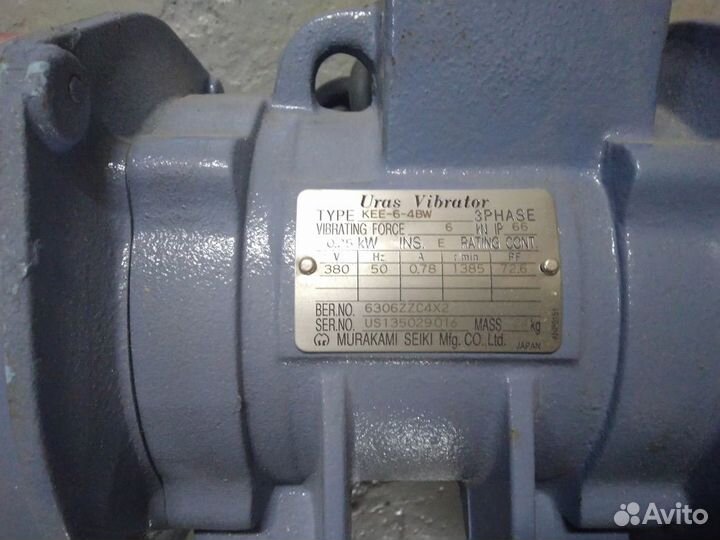 Uras Vibrator
TYPE KEE-6-4BW 3PHASE
VIBRATING FORCE 6 kN IP 66
kW INS. E RATING CONT.
V Hz A r/min PF
380 50 0.78 1385 72.6
BER.NO. 6306ZZC4X2
SER.NO. US135029016 MASS kg
MURAKAMI SEIKI Mfg. CO., Ltd.
JAPAN
Avito